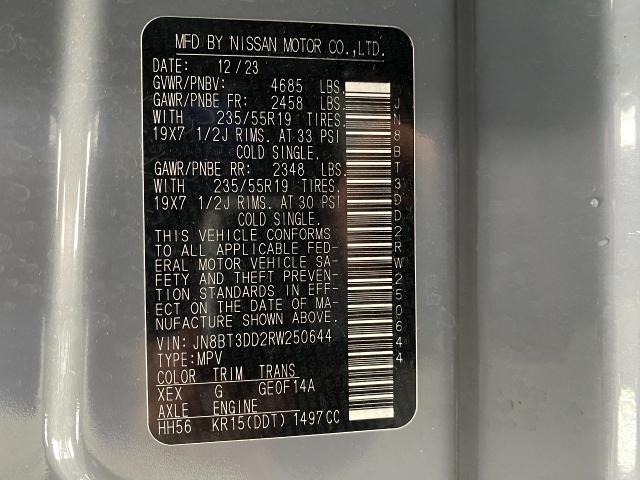 MFD BY NISSAN MOTOR CO.,LTD.
DATE: 12/23
GVWR/PNBV: 4685 LBS
GAWR/PNBE FR: 2458 LBS.
WITH 235/55R19 TIRES.
19X7 1/2J RIMS. AT 33 PSI
COLD SINGLE.
GAWR/PNBE RR: 2348 LBS.
WITH 235/55R19 TIRES.
19X7 1/2J RIMS. AT 30 PSI
COLD SINGLE.
THIS VEHICLE CONFORMS
TO ALL APPLICABLE FED-
ERAL MOTOR VEHICLE SA-
FETY AND THEFT PREVEN-
TION STANDARDS IN EFF-
ECT ON THE DATE OF MA-
NUFACTURE SHOWN ABOVE.
VIN: JN8BT3DD2RW250644
TYPE:MPV
COLOR TRIM TRANS
XEX G GE0F14A
AXLE ENGINE
HH56 KR15(DDT) 1497CC
JN8BT3DD2RW250644